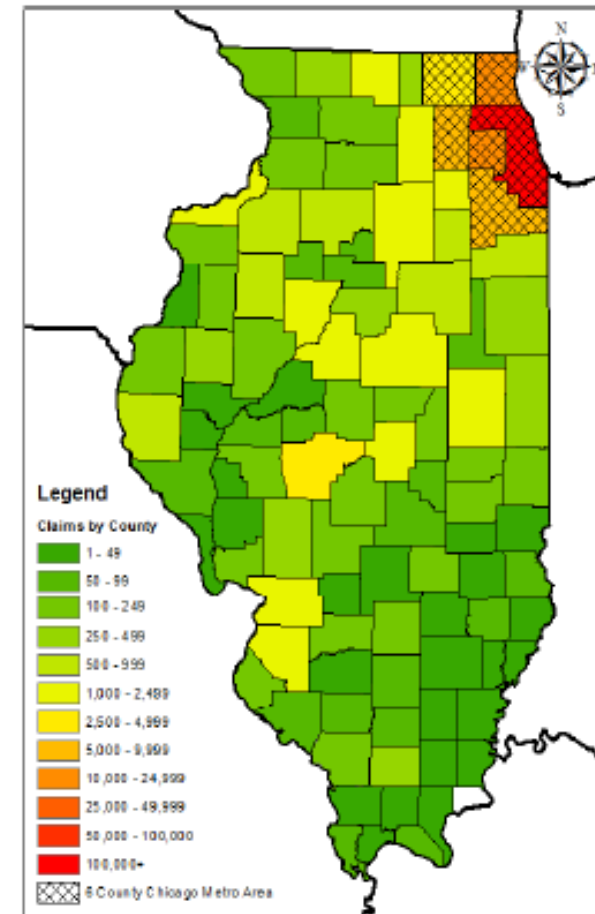 N
W
S
Legend
Claims by County
1 - 49
50 - 99
100 - 249
250 - 499
500 - 999
1,000 - 2,499
2,500 - 4,999
5,000 - 9,999
10,000 - 24,999
25,000 - 49,999
50,000 - 100,000
100,000+
6 County Chicago Metro Area